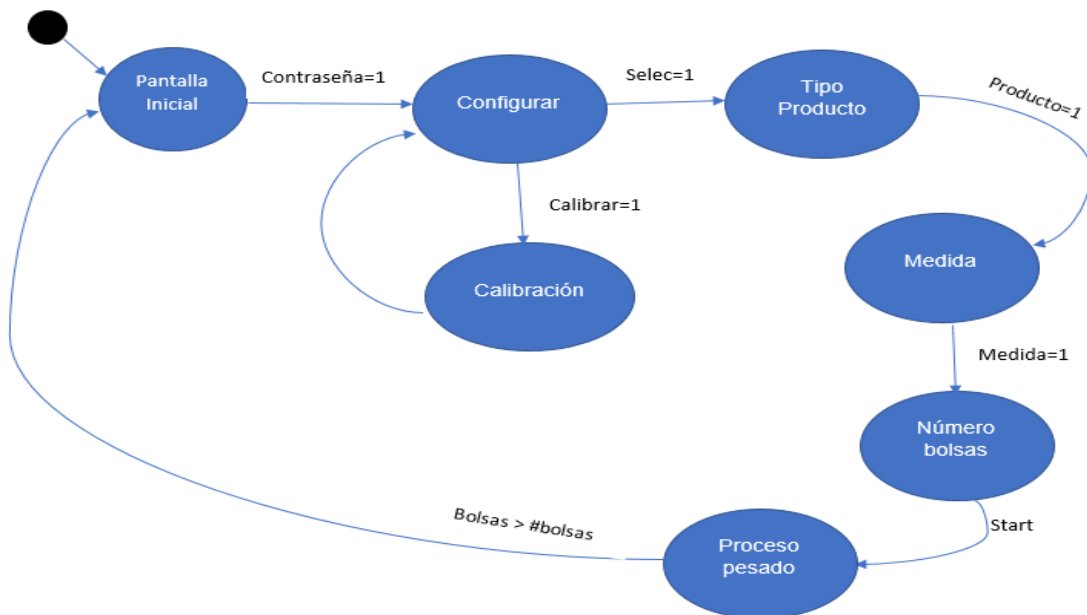 Pantalla
Inicial
Contraseña=1
Configurar
Selec=1
Tipo
Producto
Producto=1
Calibrar=1
Calibración
Medida
Medida=1
Número
bolsas
Start
Proceso
pesado
Bolsas > #bolsas